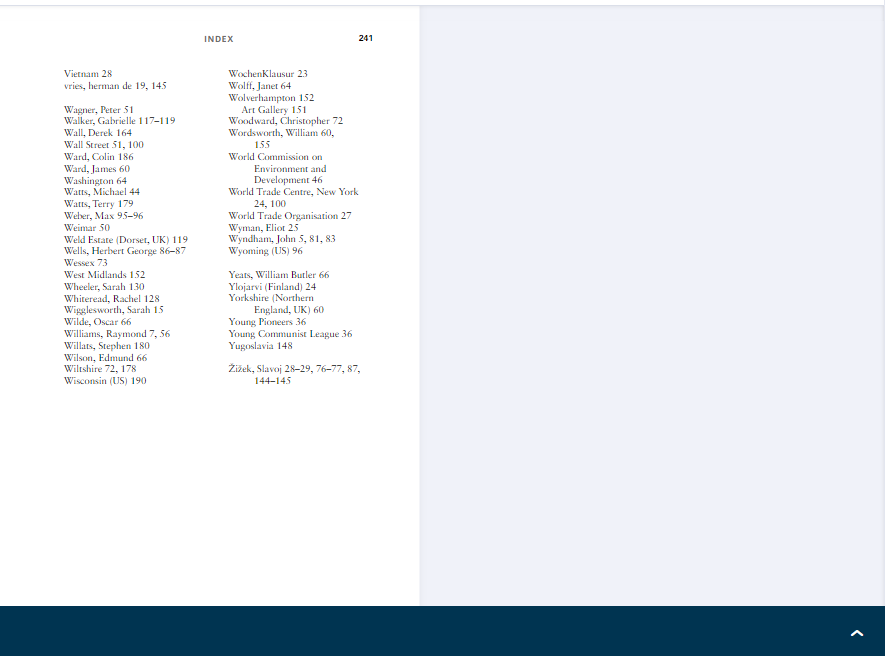 INDEX 241
Vietnam 28
vries, herman de 19, 145
Wagner, Peter 51
Walker, Gabrielle 117–119
Wall, Derek 164
Wall Street 51, 100
Ward, Colin 186
Ward, James 60
Washington 64
Watts, Michael 44
Watts, Terry 179
Weber, Max 95–96
Weimar 50
Weld Estate (Dorset, UK) 119
Wells, Herbert George 86–87
Wessex 73
West Midlands 152
Wheeler, Sarah 130
Whiteread, Rachel 128
Wigglesworth, Sarah 15
Wilde, Oscar 66
Williams, Raymond 7, 56
Willats, Stephen 180
Wilson, Edmund 66
Wiltshire 72, 178
Wisconsin (US) 190
WochenKlausur 23
Wolff, Janet 64
Wolverhampton 152
Art Gallery 151
Woodward, Christopher 72
Wordsworth, William 60,
155
World Commission on
Environment and
Development 46
World Trade Centre, New York
24, 100
World Trade Organisation 27
Wyman, Eliot 25
Wyndham, John 5, 81, 83
Wyoming (US) 96
Yeats, William Butler 66
Ylojarvi (Finland) 24
Yorkshire (Northern
England, UK) 60
Young Pioneers 36
Young Communist League 36
Yugoslavia 148
Žižek, Slavoj 28–29, 76–77, 87,
144–145